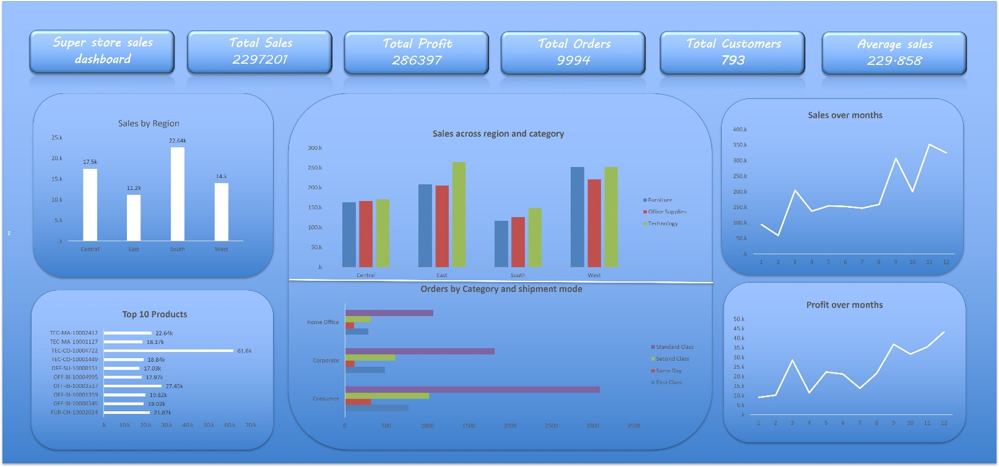 Super store sales
dashboard
Total Sales
2297201
Total Profit
286397
Total Orders
9994
Total Customers
793
Average sales
229.858
Sales by Region
25.k
20.k
15.k
10.k
5.k
.k
17.5k
11.2k
22.64k
14.k
Central
East
South
West
z
Sales across region and category
300.k
250.k
200.k
150.k
100.k
50.k
.k
Central
East
South
West
Furniture
Office Supplies
Technology
Sales over months
400.k
350.k
300.k
250.k
200.k
150.k
100.k
50.k
.k
1 2 3 4 5 6 7 8 9 10 11 12
Top 10 Products
TEC-MA-10002412 22.64k
TEC-MA-10001127 18.37k
TEC-CO-10004722 61.6k
TEC-CO-10001449 18.84k
OFF-SU-10000151 17.03k
OFF-BI-10004995 17.97k
OFF-BI-10003527 27.45k
OFF-BI-10001359 19.82k
OFF-BI-10000545 19.02k
FUR-CH-10002024 21.87k
.k 10.k 20.k 30.k 40.k 50.k 60.k 70.k
Orders by Category and shipment mode
Home Office
Corporate
Consumer
0 500 1000 1500 2000 2500 3000 3500
Standard Class
Second Class
Same Day
First Class
Profit over months
50.k
45.k
40.k
35.k
30.k
25.k
20.k
15.k
10.k
5.k
.k
1 2 3 4 5 6 7 8 9 10 11 12